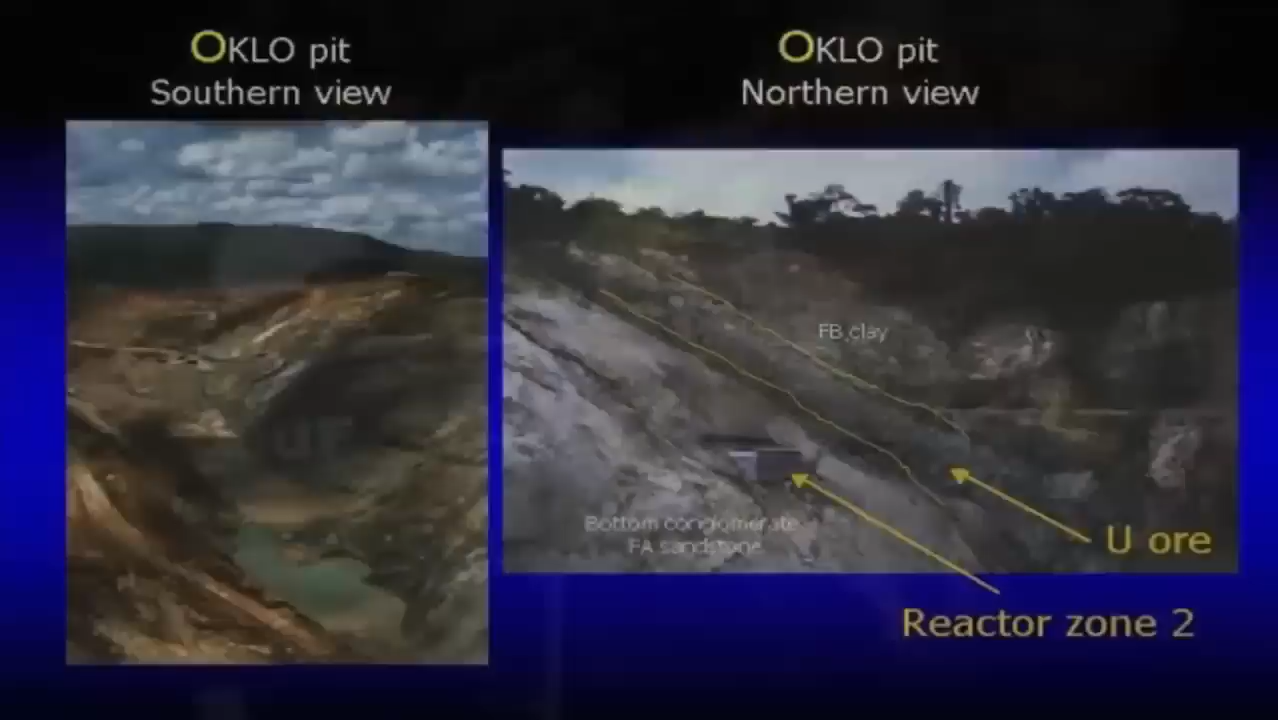 OKLO pit
Southern view
OKLO pit
Northern view
FB clay
Bottom conglomerate
FA sandstone
U ore
Reactor zone 2